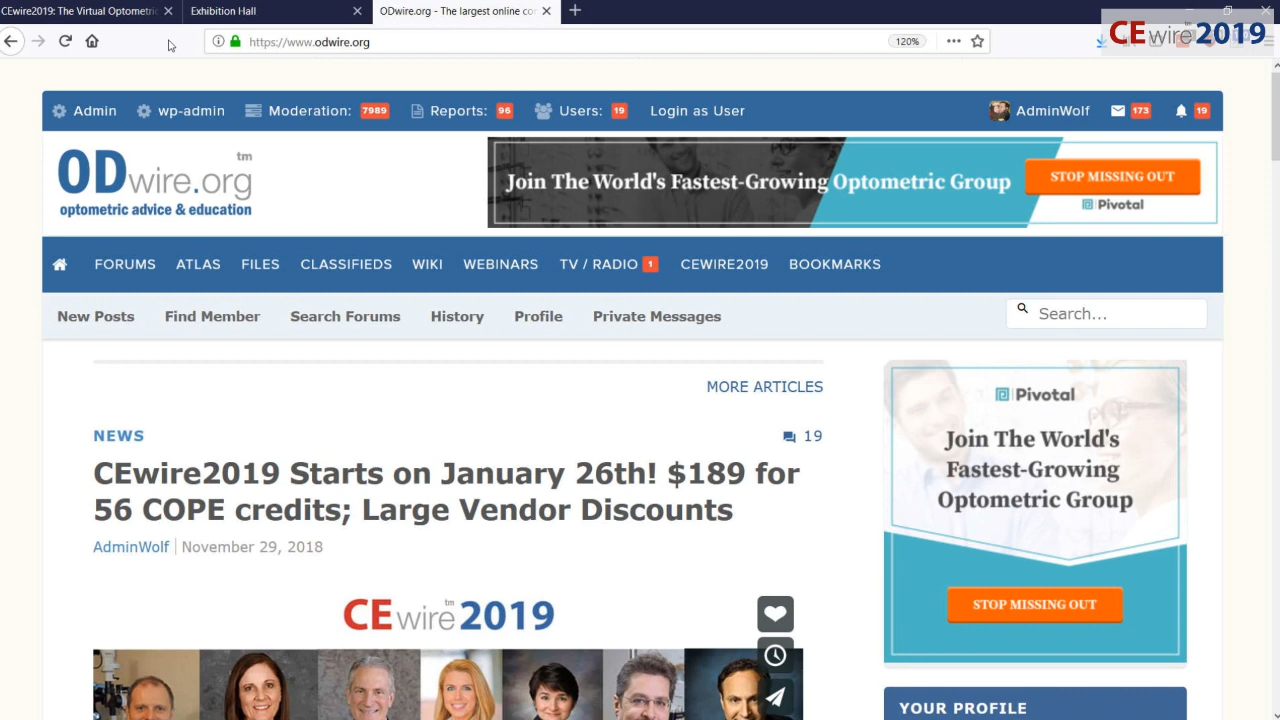 CEwire2019: The Virtual Optometric
Exhibition Hall
ODwire.org - The largest online co
https://www.odwire.org
120%
CEwire2019
tm
Admin
wp-admin
Moderation: 7989
Reports: 96
Users: 19
Login as User
AdminWolf
173
19
ODwire.org
tm
optometric advice & education
Join The World's Fastest-Growing Optometric Group
STOP MISSING OUT
Pivotal
FORUMS
ATLAS
FILES
CLASSIFIEDS
WIKI
WEBINARS
TV / RADIO 1
CEWIRE2019
BOOKMARKS
New Posts
Find Member
Search Forums
History
Profile
Private Messages
Search...
MORE ARTICLES
NEWS
19
CEwire2019 Starts on January 26th! $189 for
56 COPE credits; Large Vendor Discounts
AdminWolf
November 29, 2018
CEwire2019
tm
Pivotal
Join The World's
Fastest-Growing
Optometric Group
STOP MISSING OUT
YOUR PROFILE